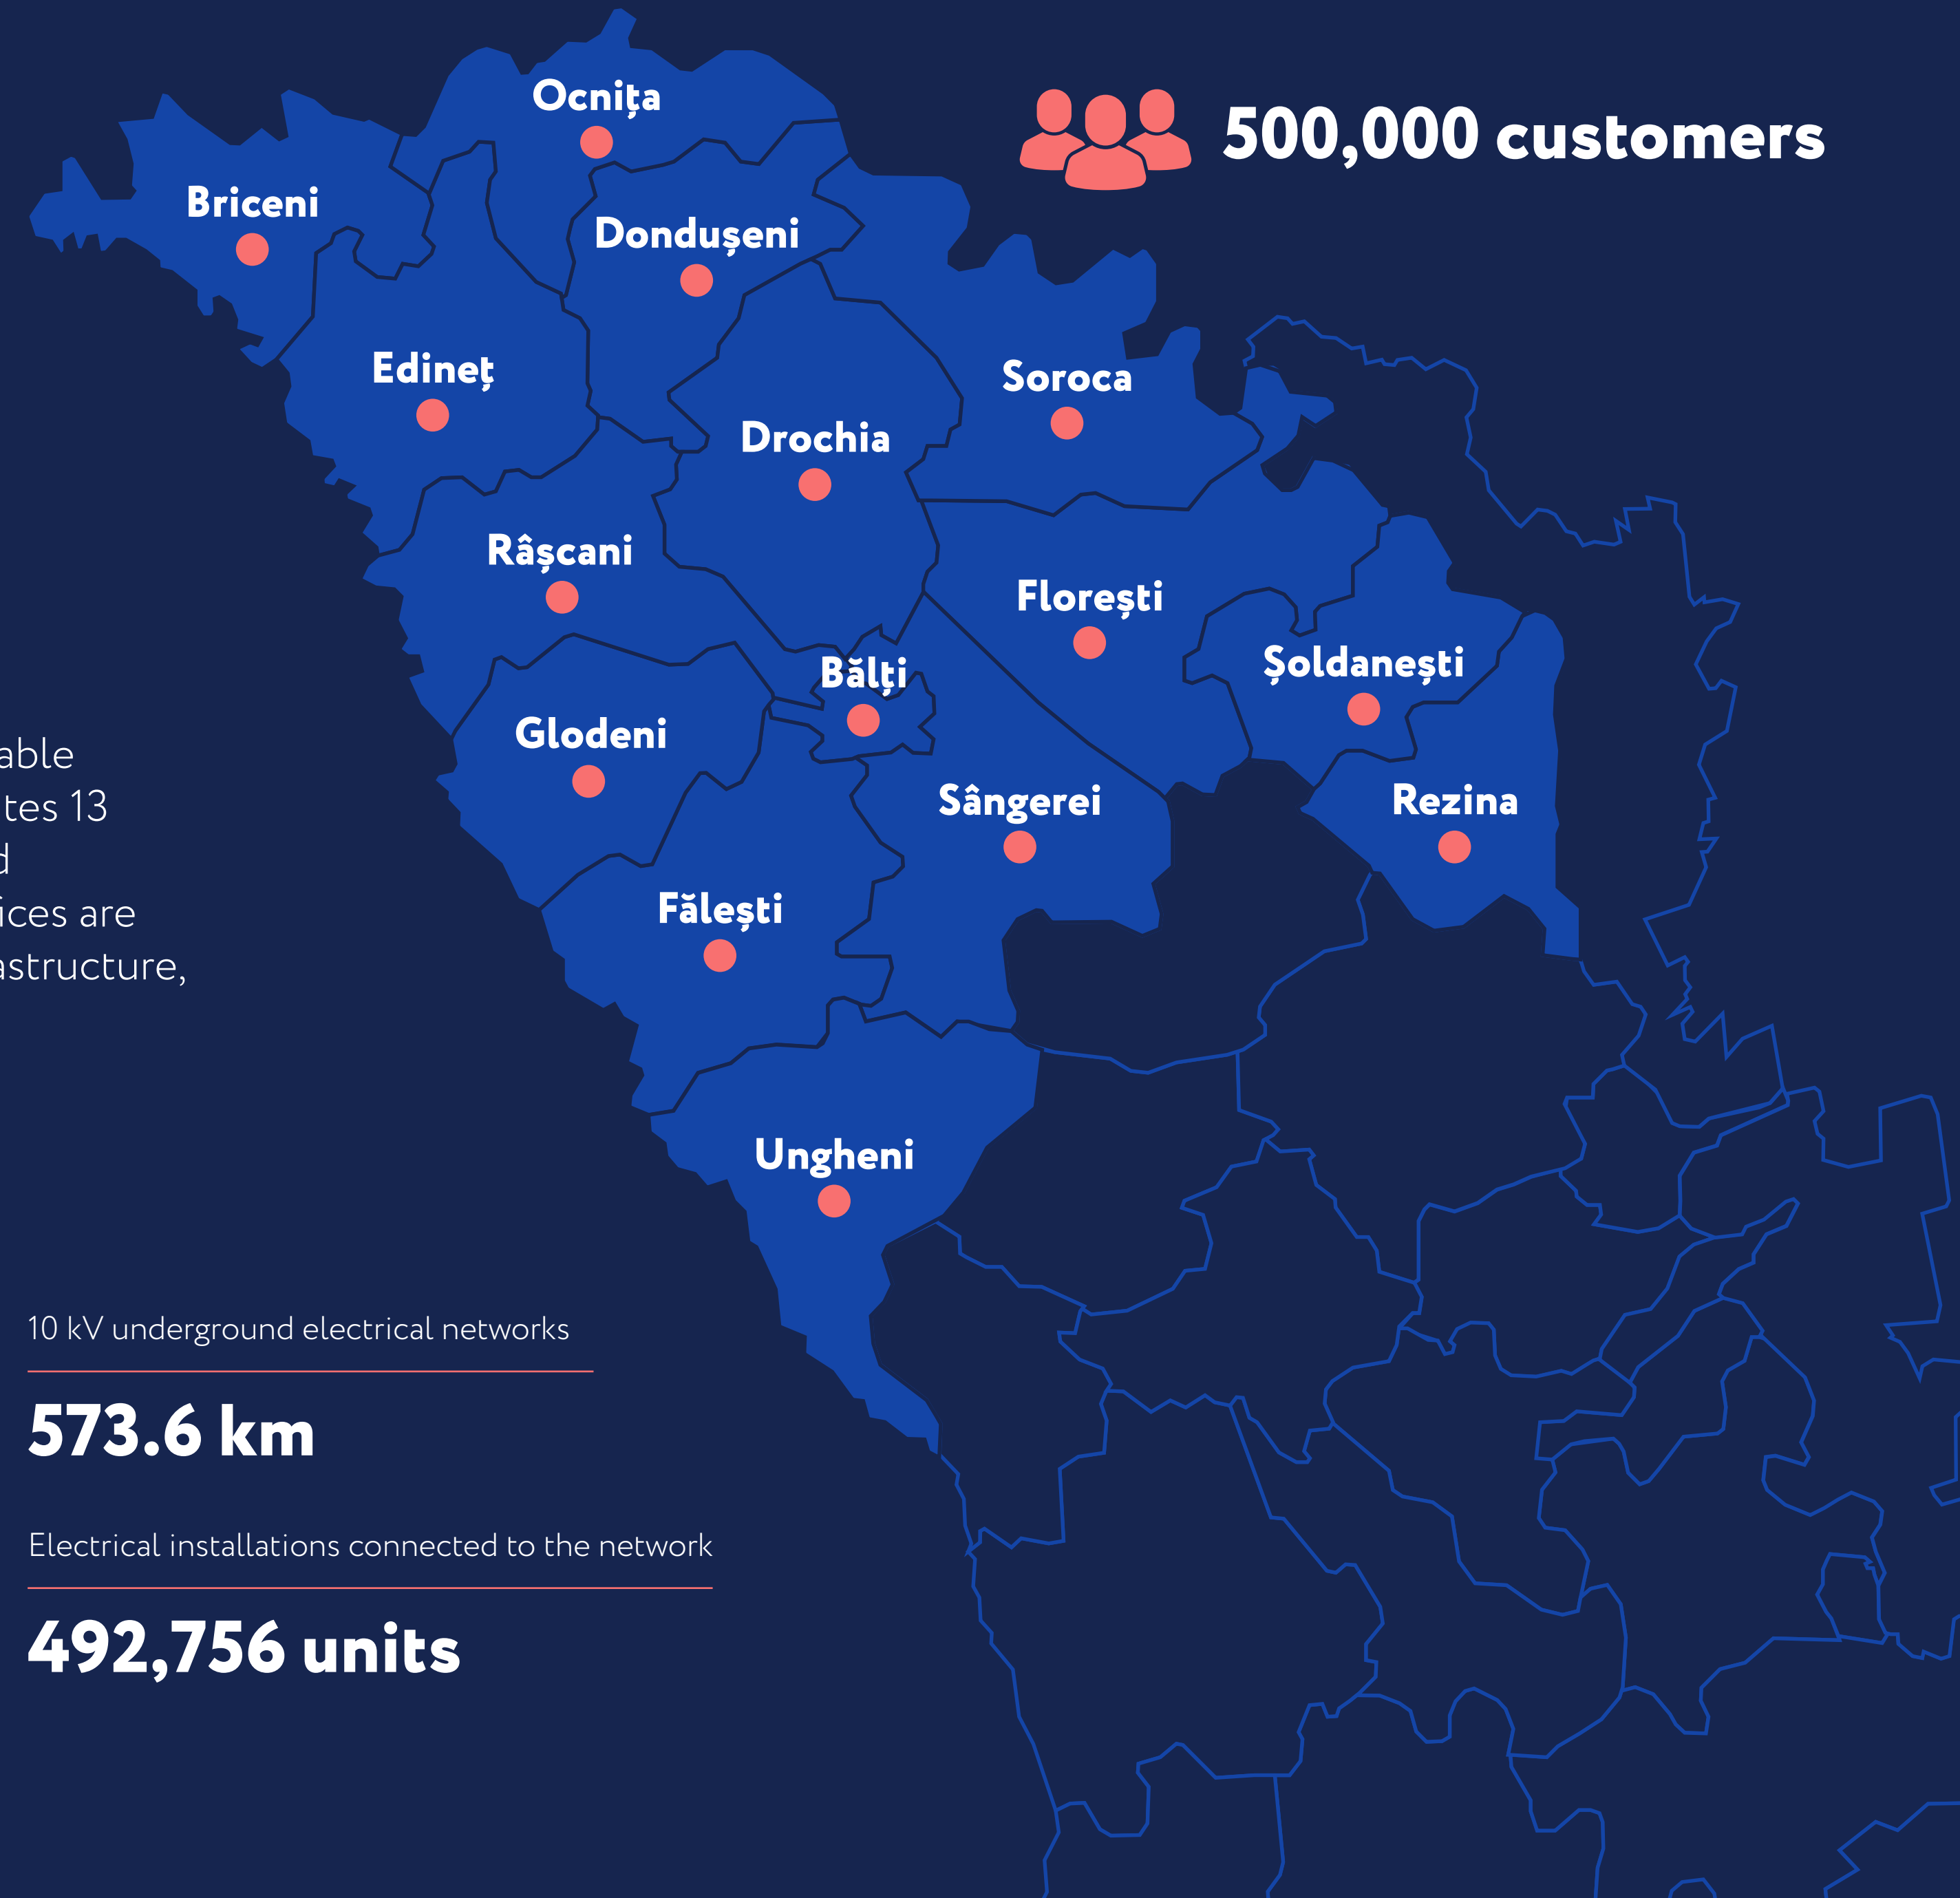 Ocnița
500,000 customers
Briceni
Dondușeni
Edineț
Soroca
Drochia
Râșcani
Florești
Șoldanești
Bălți
Glodeni
able
tes 13
d
ices are
astructure,
Sângerei
Rezina
Fălești
Ungheni
10 kV underground electrical networks
573.6 km
Electrical installations connected to the network
492,756 units